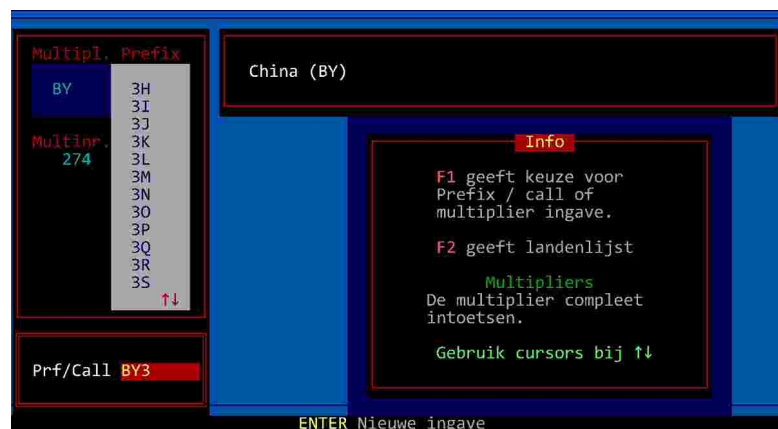 Multipl. Prefix
BY
3H
3I
3J
3K
3L
3M
3N
3O
3P
3Q
3R
3S
↑↓
Multinr.
274
Prf/Call BY3
China (BY)
Info
F1 geeft keuze voor
Prefix / call of
multiplier ingave.
F2 geeft landenlijst
Multipliers
De multiplier compleet
intoetsen.
Gebruik cursors bij ↑↓
ENTER Nieuwe ingave